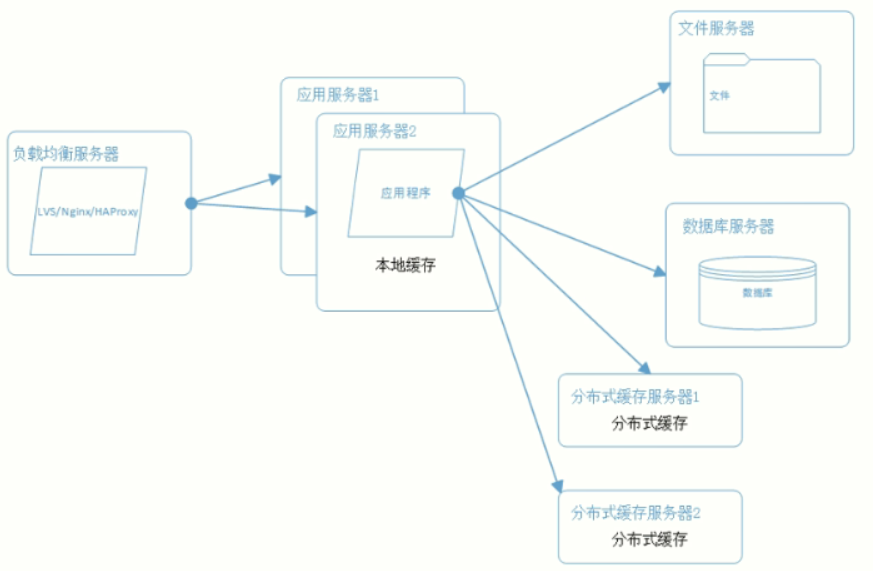 负载均衡服务器
LVS/Nginx/HAProxy
应用服务器1
应用服务器2
应用程序
本地缓存
文件服务器
文件
数据库服务器
数据库
分布式缓存服务器1
分布式缓存
分布式缓存服务器2
分布式缓存